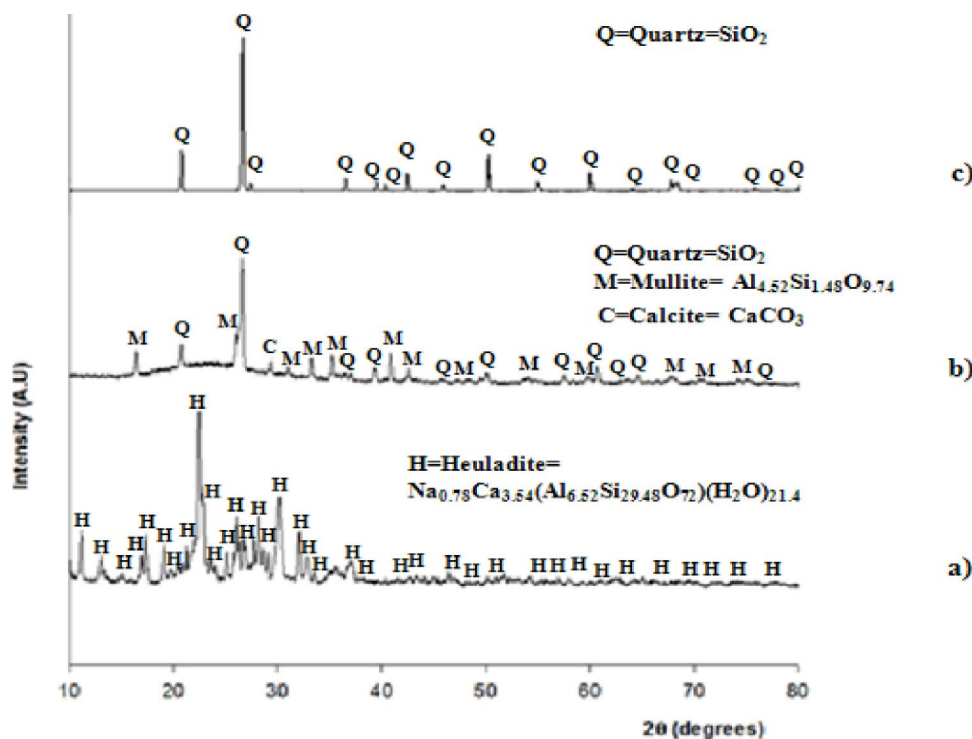 Q=Quartz=SiO2
Q Q Q Q Q Q Q Q Q Q Q Q Q Q Q Q Q
c)
Q=Quartz=SiO2
M=Mullite= Al4.52Si1.48O9.74
C=Calcite= CaCO3
M Q M Q C M M M Q Q M M Q M Q M Q M Q Q Q M M M Q
b)
H=Heuladite=
Na0.78Ca3.54(Al6.52Si29.48O72)(H2O)21.4
H H H H H H H H H H H H H H H H H H H H H H H H H H H H H H H H H H H H H H
a)
Intensity (A.U)
10 20 30 40 50 60 70 80
2θ (degrees)